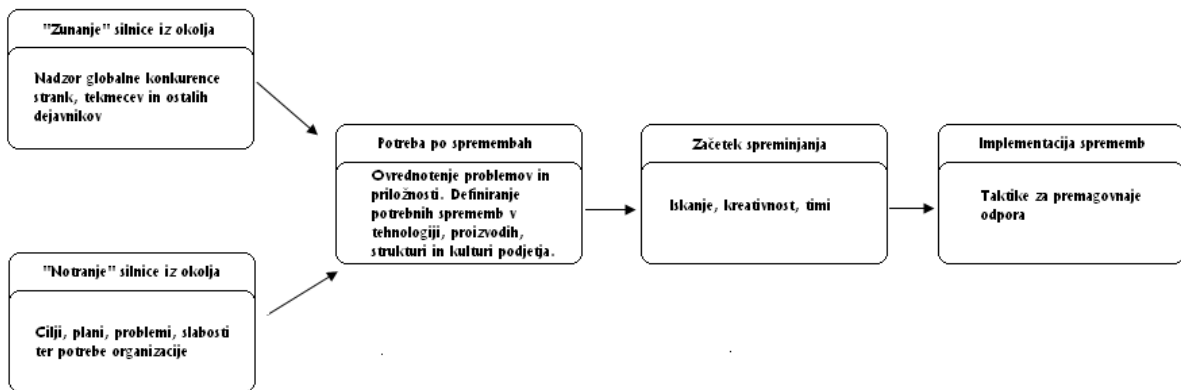 "Zunanje" silnice iz okolja
Nadzor globalne konkurence
strank, tekmecev in ostalih
dejavnikov
"Notranje" silnice iz okolja
Cilji, plani, problemi, slabosti
ter potrebe organizacije
Potreba po spremembah
Ovrednotenje problemov in
priložnosti. Definiranje
potrebnih sprememb v
tehnologiji, proizvodih,
strukturi in kulturi podjetja.
Začetek spreminjanja
Iskanje, kreativnost, timi
Implementacija sprememb
Taktike za premagovnaje
odpora